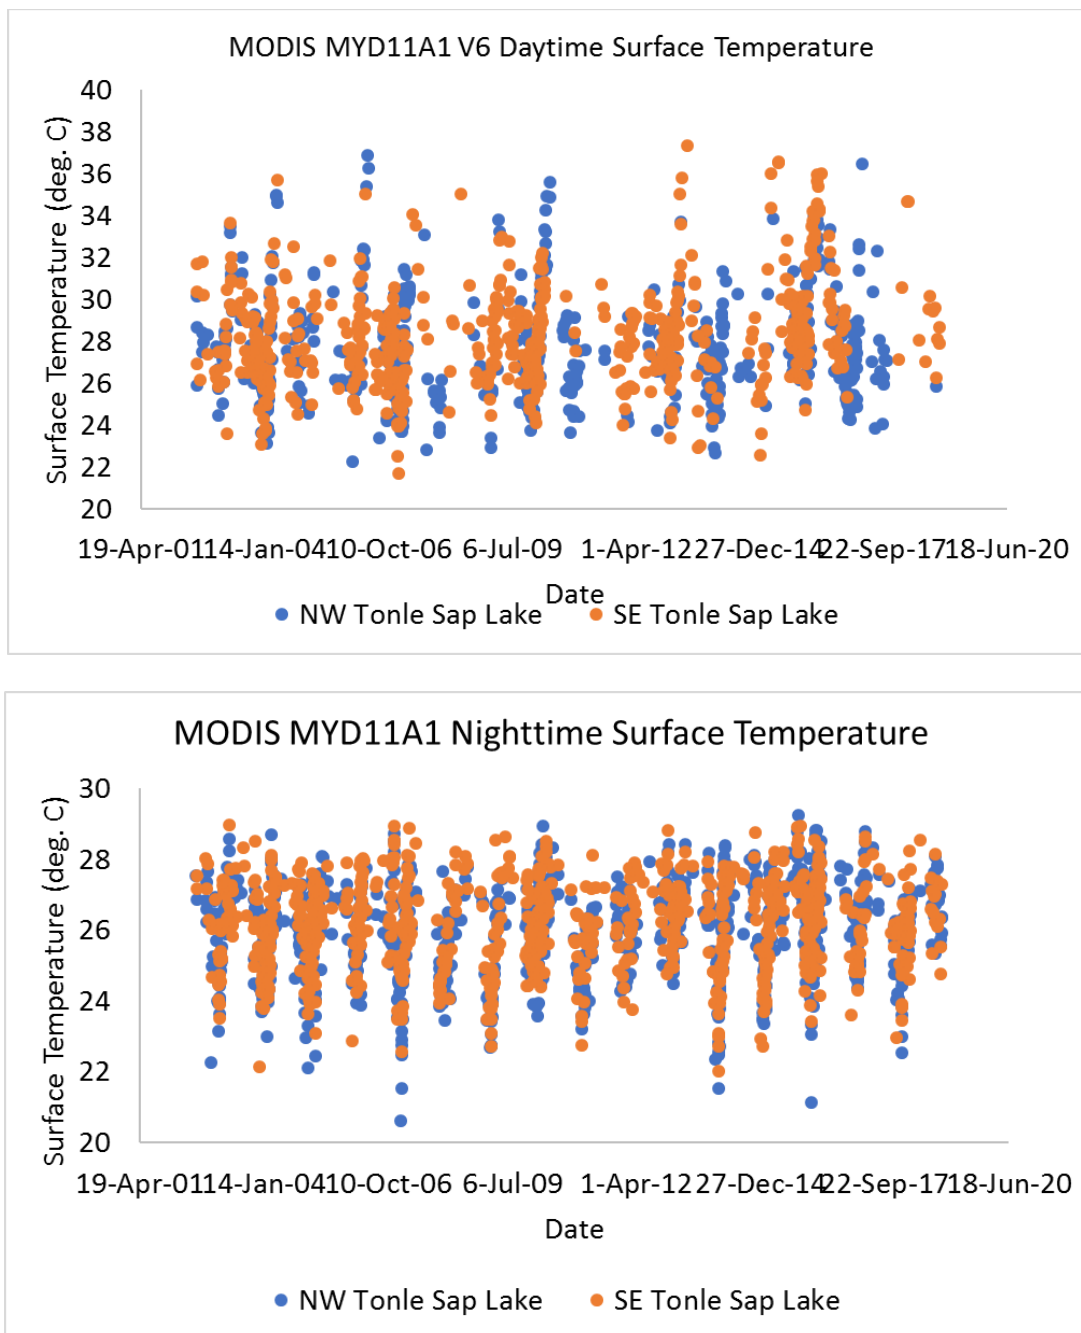 MODIS MYD11A1 V6 Daytime Surface Temperature
Surface Temperature (deg. C)
40
38
36
34
32
30
28
26
24
22
20
19-Apr-01 14-Jan-04 10-Oct-06 6-Jul-09 1-Apr-12 27-Dec-14 22-Sep-17 18-Jun-20
Date
NW Tonle Sap Lake SE Tonle Sap Lake
MODIS MYD11A1 Nighttime Surface Temperature
Surface Temperature (deg. C)
30
28
26
24
22
20
19-Apr-01 14-Jan-04 10-Oct-06 6-Jul-09 1-Apr-12 27-Dec-14 22-Sep-17 18-Jun-20
Date
NW Tonle Sap Lake SE Tonle Sap Lake